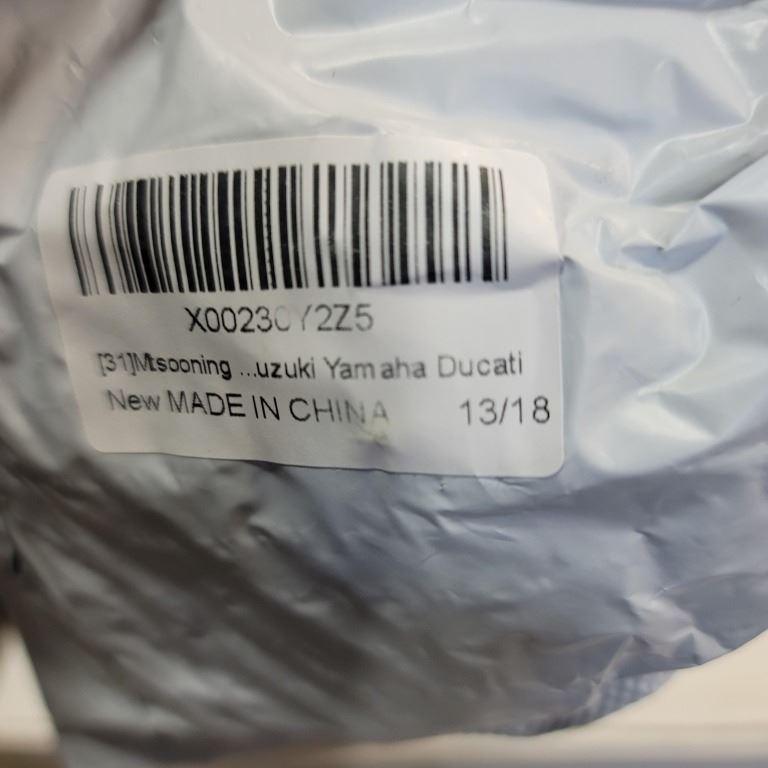 X00230Y2Z5
[31]Mtsooning ...uzuki Yamaha Ducati
New MADE IN CHINA 13/18